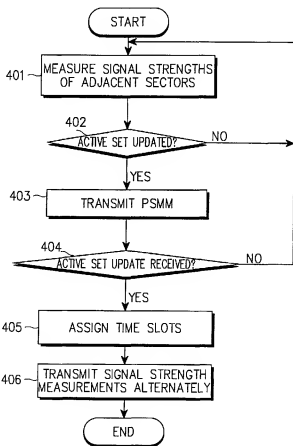 START
401
MEASURE SIGNAL STRENGTHS
OF ADJACENT SECTORS
402
ACTIVE SET UPDATED?
NO
YES
403
TRANSMIT PSMM
404
ACTIVE SET UPDATE RECEIVED?
NO
YES
405
ASSIGN TIME SLOTS
406
TRANSMIT SIGNAL STRENGTH
MEASUREMENTS ALTERNATELY
END